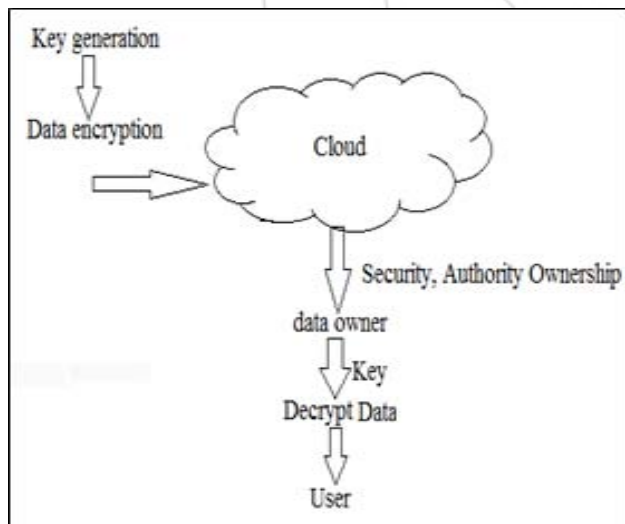 Key generation
Data encryption
Cloud
Security, Authority Ownership
data owner
Key
Decrypt Data
User